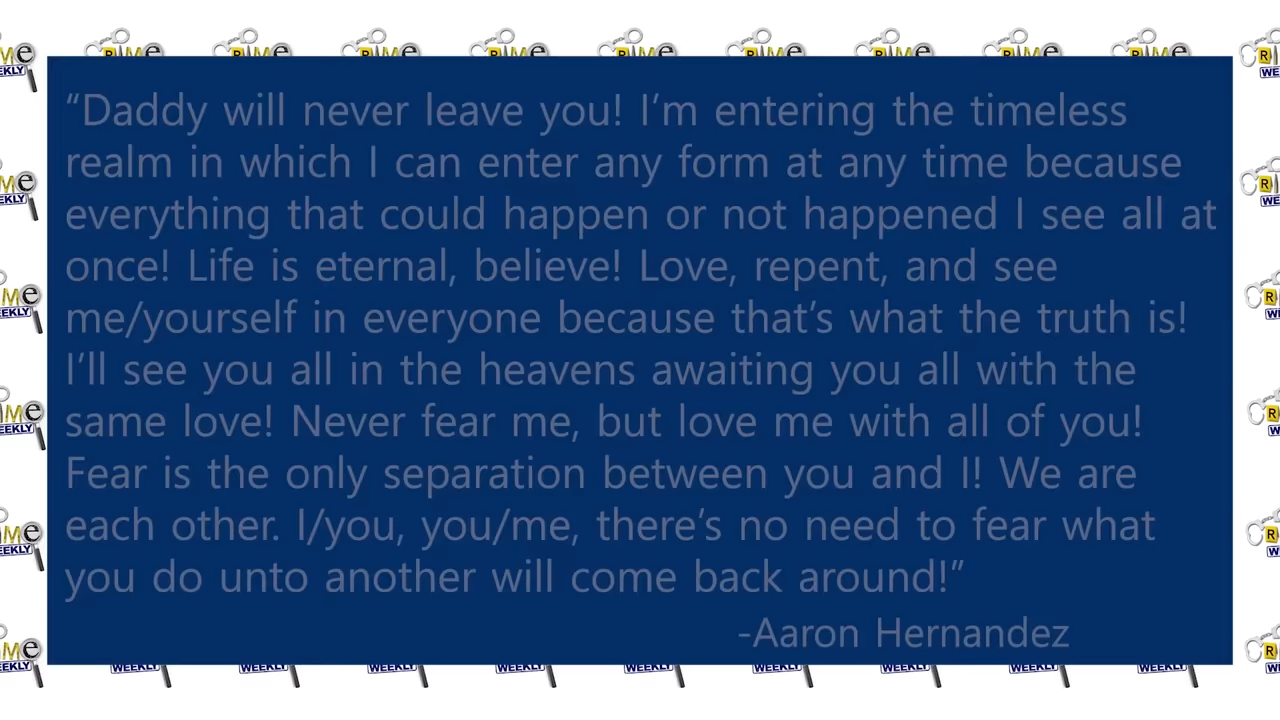 “Daddy will never leave you! I’m entering the timeless
realm in which I can enter any form at any time because
everything that could happen or not happened I see all at
once! Life is eternal, believe! Love, repent, and see
me/yourself in everyone because that’s what the truth is!
I’ll see you all in the heavens awaiting you all with the
same love! Never fear me, but love me with all of you!
Fear is the only separation between you and I! We are
each other. I/you, you/me, there’s no need to fear what
you do unto another will come back around!”
-Aaron Hernandez